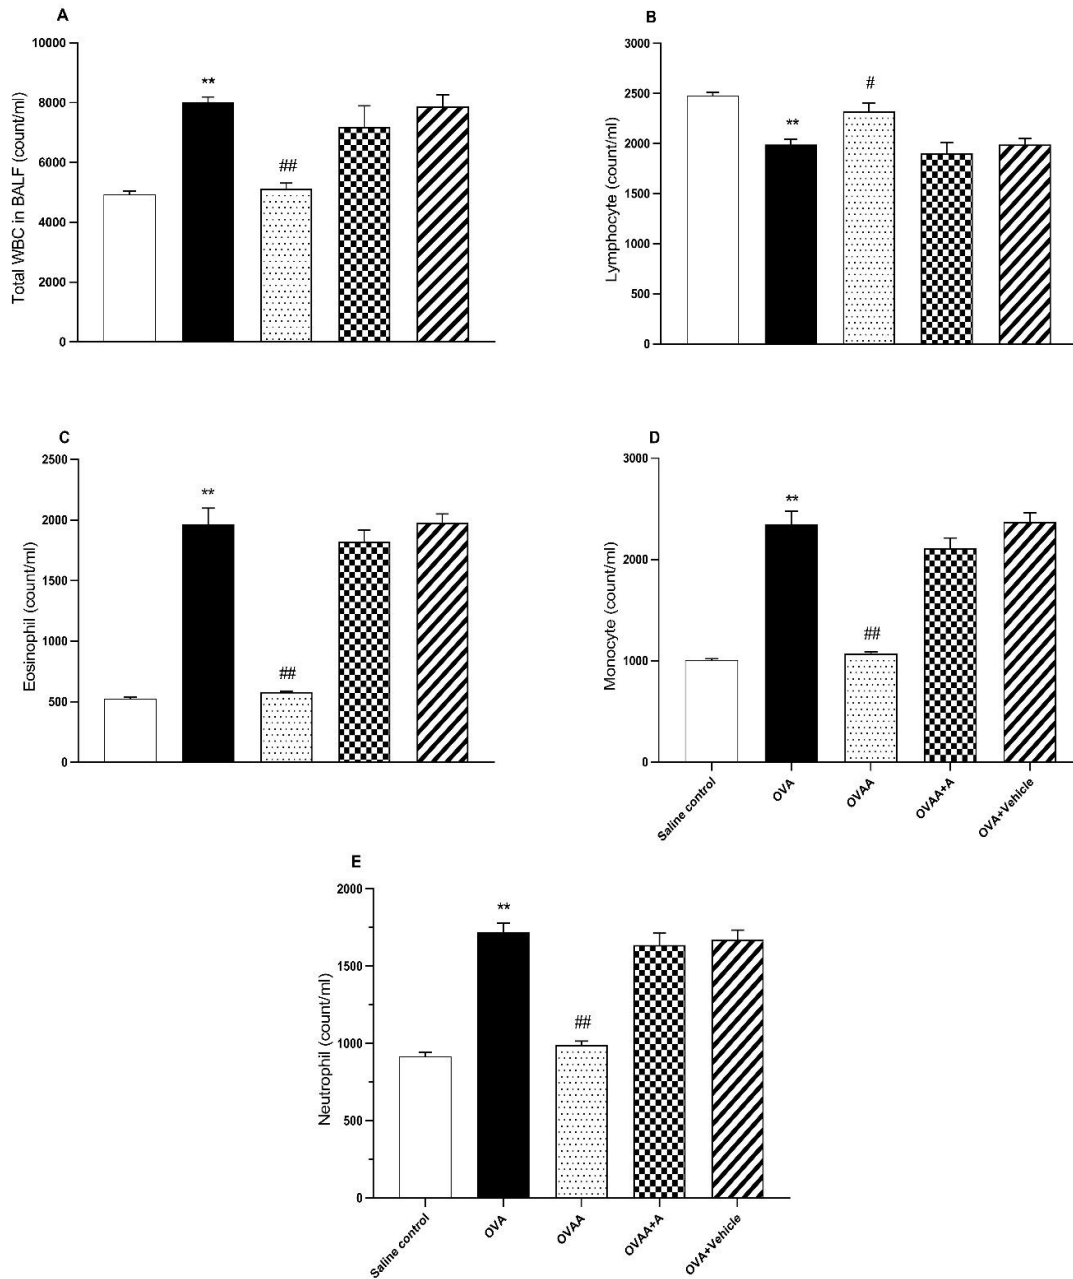 A
Total WBC in BALF (count/ml)
10000
8000
6000
4000
2000
0
**
##
B
Lymphocyte (count/ml)
3000
2500
2000
1500
1000
500
0
**
#
C
Eosinophil (count/ml)
2500
2000
1500
1000
500
0
**
##
D
Monocyte (count/ml)
3000
2000
1000
0
**
##
Saline control
OVA
OVAA
OVAA+A
OVA+Vehicle
E
Neutrophil (count/ml)
2000
1500
1000
500
0
**
##
Saline control
OVA
OVAA
OVAA+A
OVA+Vehicle